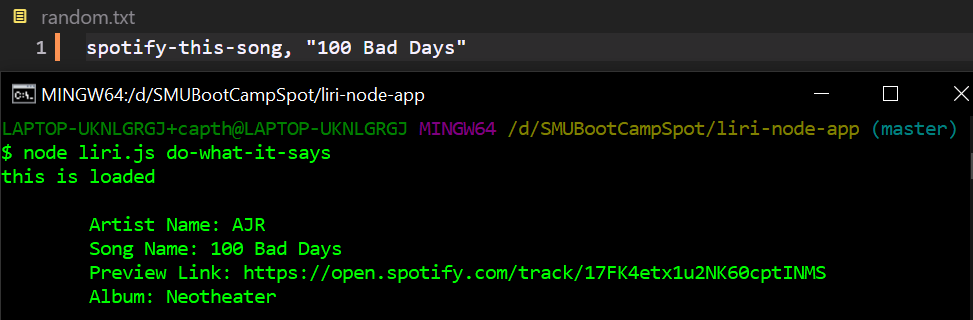 random.txt
1 spotify-this-song, "100 Bad Days"
MINGW64:/d/SMUBootCampSpot/liri-node-app
LAPTOP-UKNLGRGJ+capth@LAPTOP-UKNLGRGJ MINGW64 /d/SMUBootCampSpot/liri-node-app (master)
$ node liri.js do-what-it-says
this is loaded
Artist Name: AJR
Song Name: 100 Bad Days
Preview Link: https://open.spotify.com/track/17FK4etx1u2NK60cptINMS
Album: Neotheater